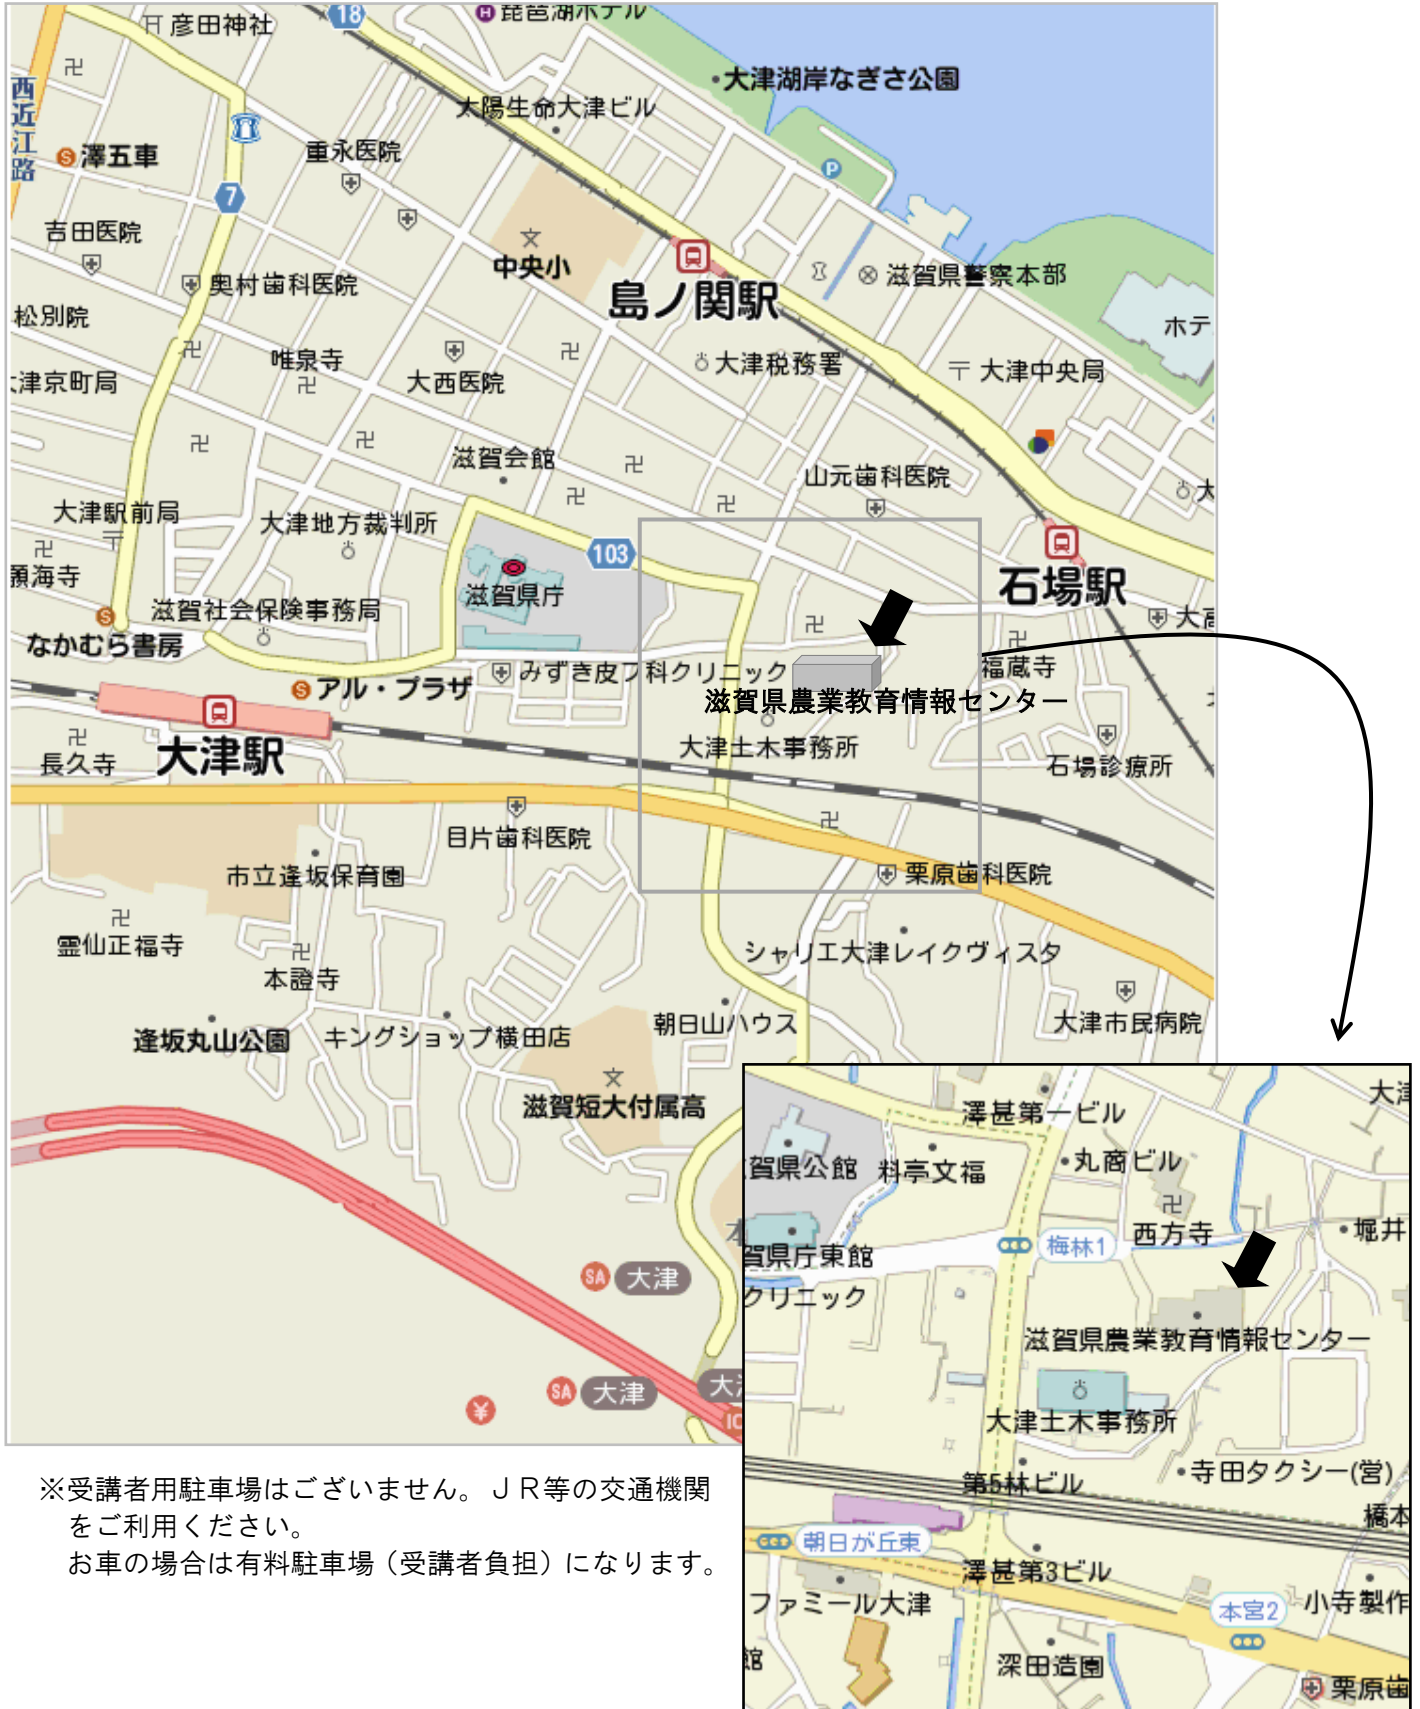 琵琶湖ホテル
18
彦田神社
大津湖岸なぎさ公園
西近江路
太陽生命大津ビル
澤五車
重永医院
P
7
吉田医院
中央小
奥村歯科医院
滋賀県警察本部
島ノ関駅
松別院
ホテ
唯泉寺
大西医院
大津税務署
大津中央局
津京町局
滋賀会館
山元歯科医院
大津駅前局
大津地方裁判所
103
石場駅
願海寺
滋賀県庁
滋賀社会保険事務局
なかむら書房
みずき皮フ科クリニック
福蔵寺
アル・プラザ
滋賀県農業教育情報センター
大津駅
大津土木事務所
長久寺
石場診療所
目片歯科医院
市立逢坂保育園
栗原歯科医院
霊仙正福寺
シャリエ大津レイクヴィスタ
本證寺
逢坂丸山公園
キングショップ横田店
朝日山ハウス
大津市民病院
滋賀短大付属高
SA 大津
SA 大津
¥
澤甚第一ビル
賀県公館
料亭文福
丸商ビル
西方寺
堀井
梅林1
賀県庁東館
クリニック
滋賀県農業教育情報センター
大津土木事務所
第5林ビル
寺田タクシー(営)
橋本
朝日が丘東
澤甚第3ビル
ファミール大津
本宮2
小寺製作
深田造園
館
栗原歯
※受講者用駐車場はございません。ＪＲ等の交通機関
をご利用ください。
お車の場合は有料駐車場（受講者負担）になります。